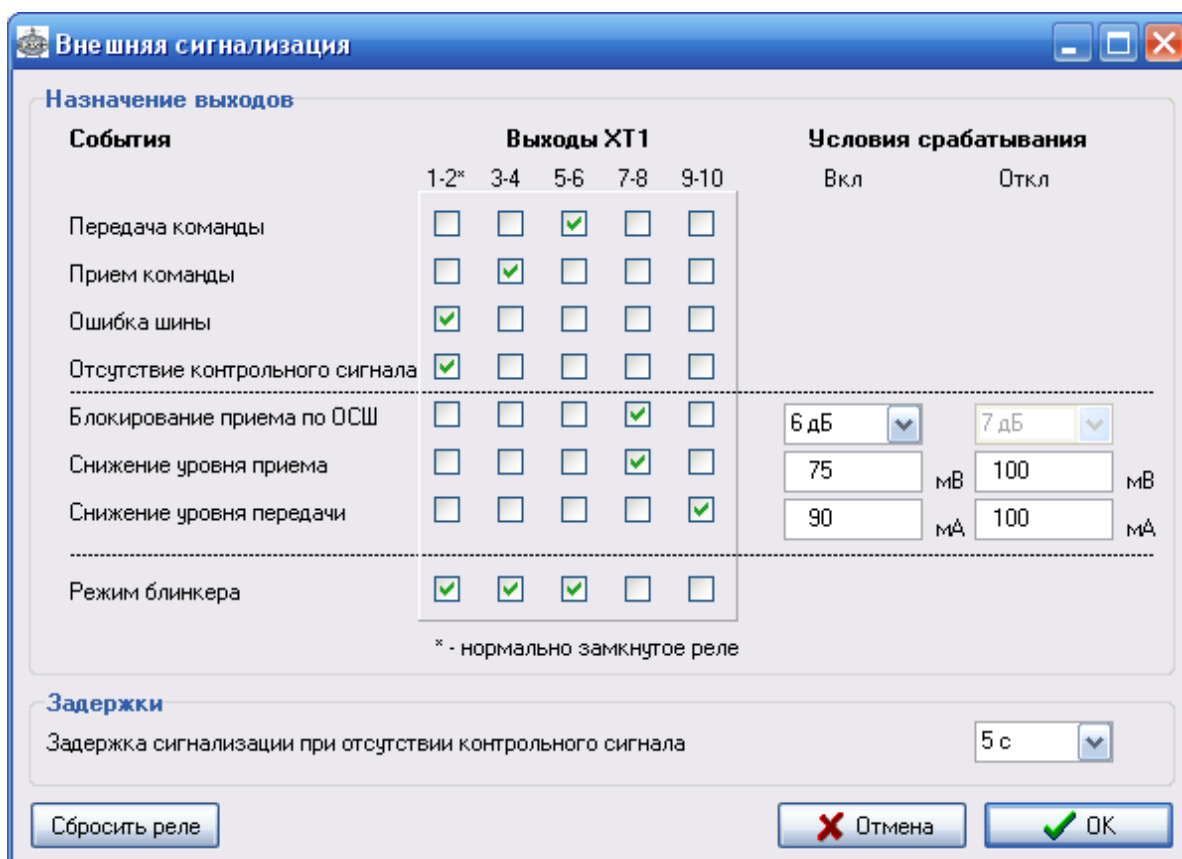 Внешняя сигнализация
Назначение выходов
События Выходы XT1 Условия срабатывания
1-2* 3-4 5-6 7-8 9-10 Вкл Откл
Передача команды
Прием команды
Ошибка шины
Отсутствие контрольного сигнала
Блокирование приема по ОСШ 6 дБ 7 дБ
Снижение уровня приема 75 мВ 100 мВ
Снижение уровня передачи 90 мА 100 мА
Режим блинкера
* - нормально замкнутое реле
Задержки
Задержка сигнализации при отсутствии контрольного сигнала 5 с
Сбросить реле Отмена OK